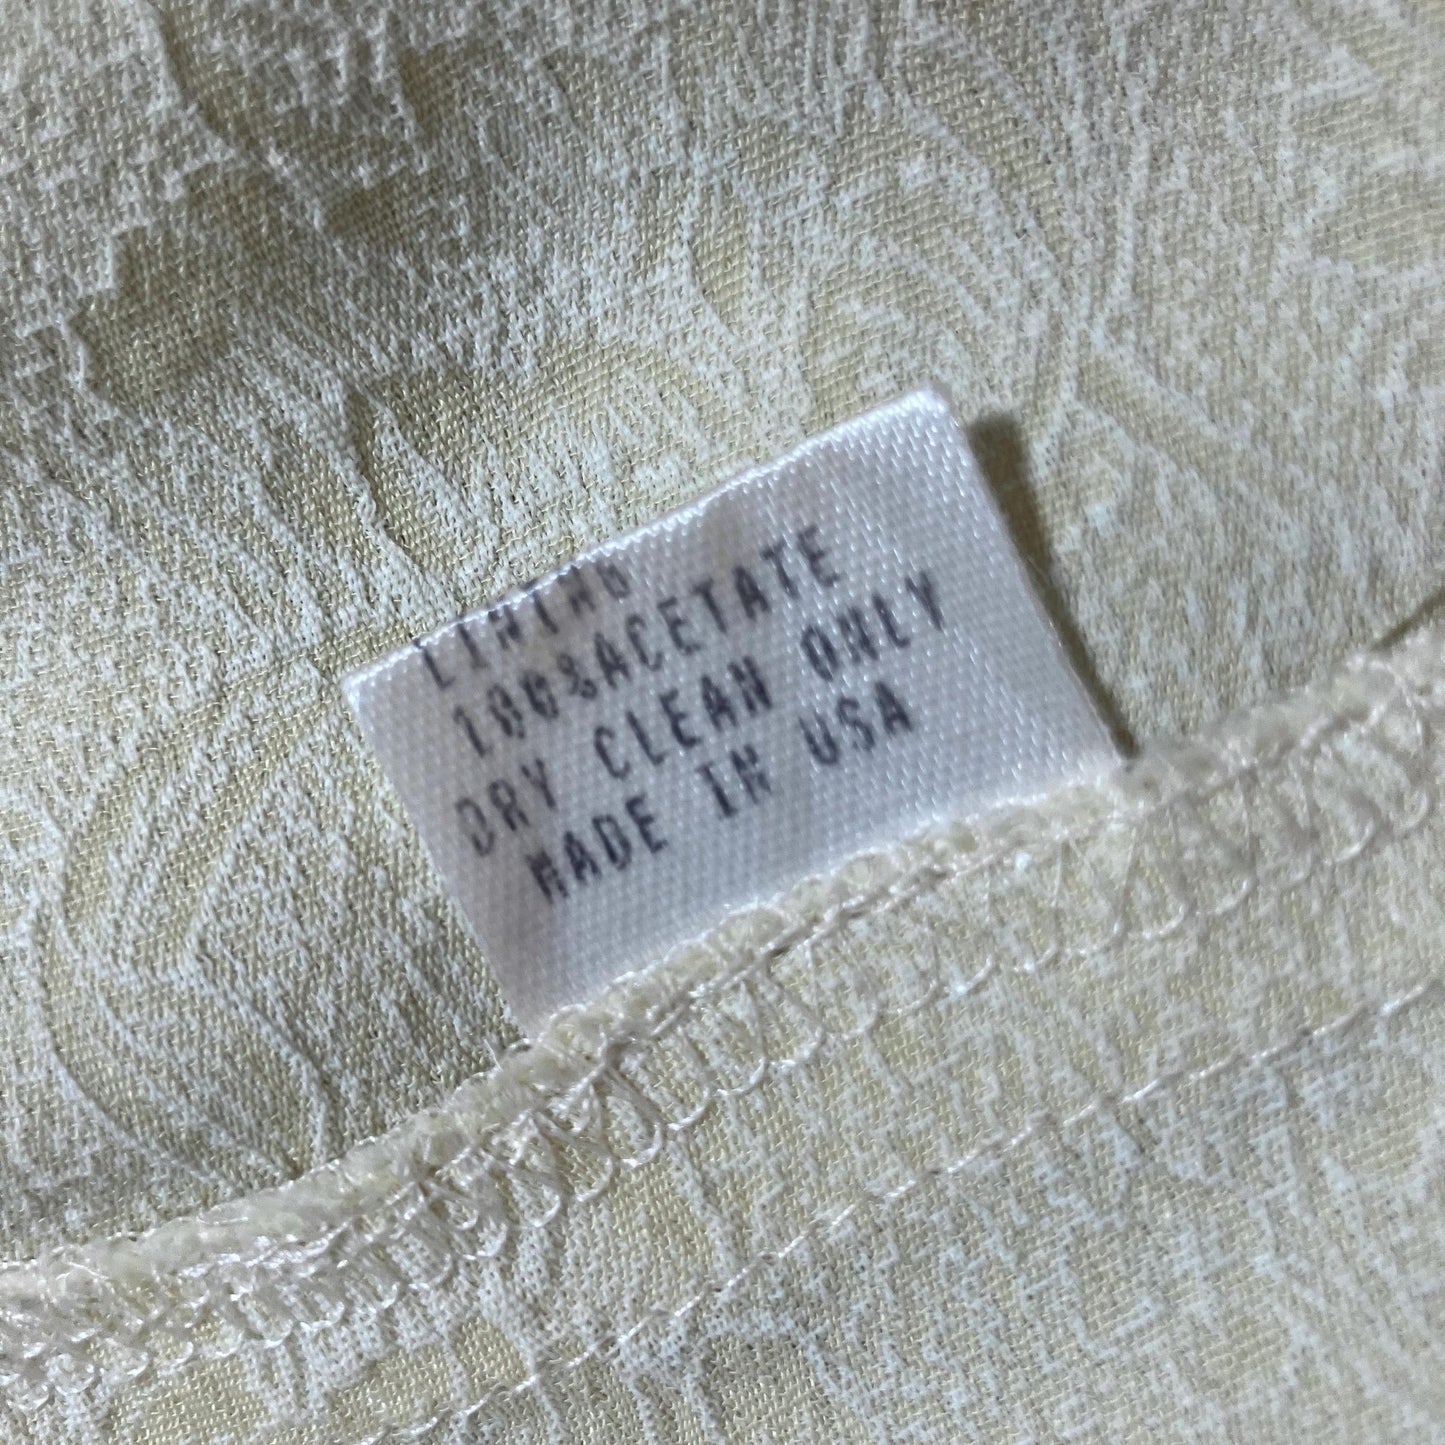 LINING
100%ACETATE
DRY CLEAN ONLY
MADE IN USA